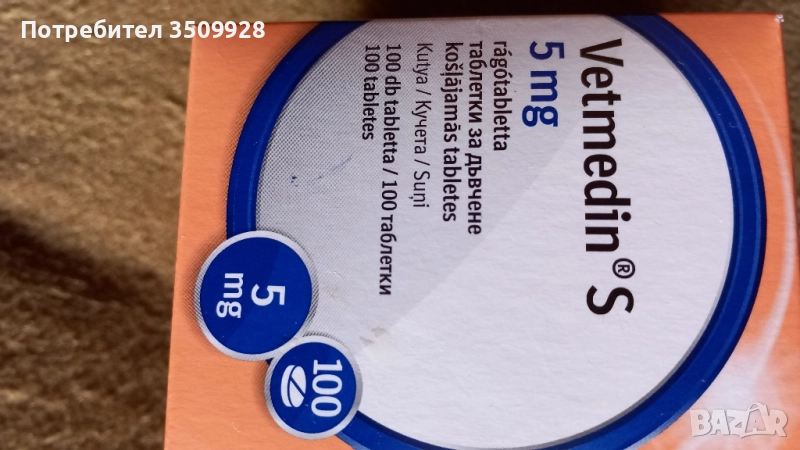 Потребител 3509928
Vetmedin® S
5 mg
rágótabletta
таблетки за дъвчене
košļājamās tabletes
Kutya / Кучета / Suņi
100 db tabletta / 100 таблетки
100 tabletes
5
mg
100
BAZAR